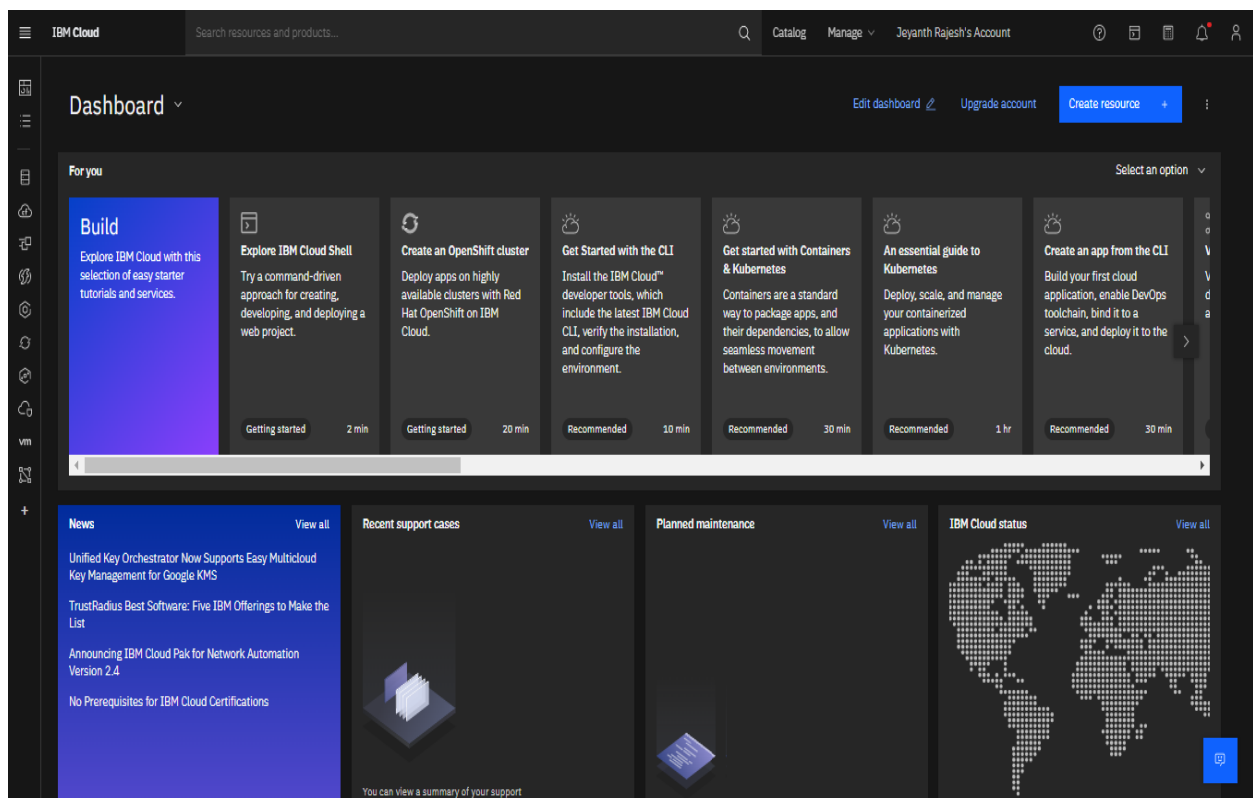 IBM Cloud
Search resources and products...
Catalog
Manage
Jeyanth Rajesh's Account
Dashboard
Edit dashboard
Upgrade account
Create resource +
For you
Select an option
Build
Explore IBM Cloud with this
selection of easy starter
tutorials and services.
Explore IBM Cloud Shell
Try a command-driven
approach for creating,
developing, and deploying a
web project.
Getting started
2 min
Create an OpenShift cluster
Deploy apps on highly
available clusters with Red
Hat OpenShift on IBM
Cloud.
Getting started
20 min
Get Started with the CLI
Install the IBM Cloud™
developer tools, which
include the latest IBM Cloud
CLI, verify the installation,
and configure the
environment.
Recommended
10 min
Get started with Containers
& Kubernetes
Containers are a standard
way to package apps, and
their dependencies, to allow
seamless movement
between environments.
Recommended
30 min
An essential guide to
Kubernetes
Deploy, scale, and manage
your containerized
applications with
Kubernetes.
Recommended
1 hr
Create an app from the CLI
Build your first cloud
application, enable DevOps
toolchain, bind it to a
service, and deploy it to the
cloud.
Recommended
30 min
vm
News
View all
Unified Key Orchestrator Now Supports Easy Multicloud
Key Management for Google KMS
TrustRadius Best Software: Five IBM Offerings to Make the
List
Announcing IBM Cloud Pak for Network Automation
Version 2.4
No Prerequisites for IBM Cloud Certifications
Recent support cases
View all
You can view a summary of your support
Planned maintenance
View all
IBM Cloud status
View all